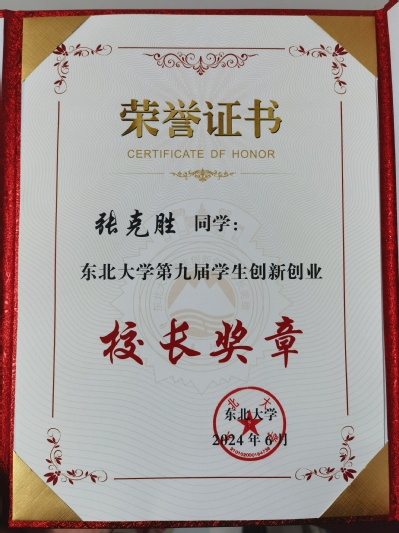 荣誉证书
CERTIFICATE OF HONOR
张克胜 同学：
东北大学第九届学生创新创业
校长奖章
东北大学
2024年6月